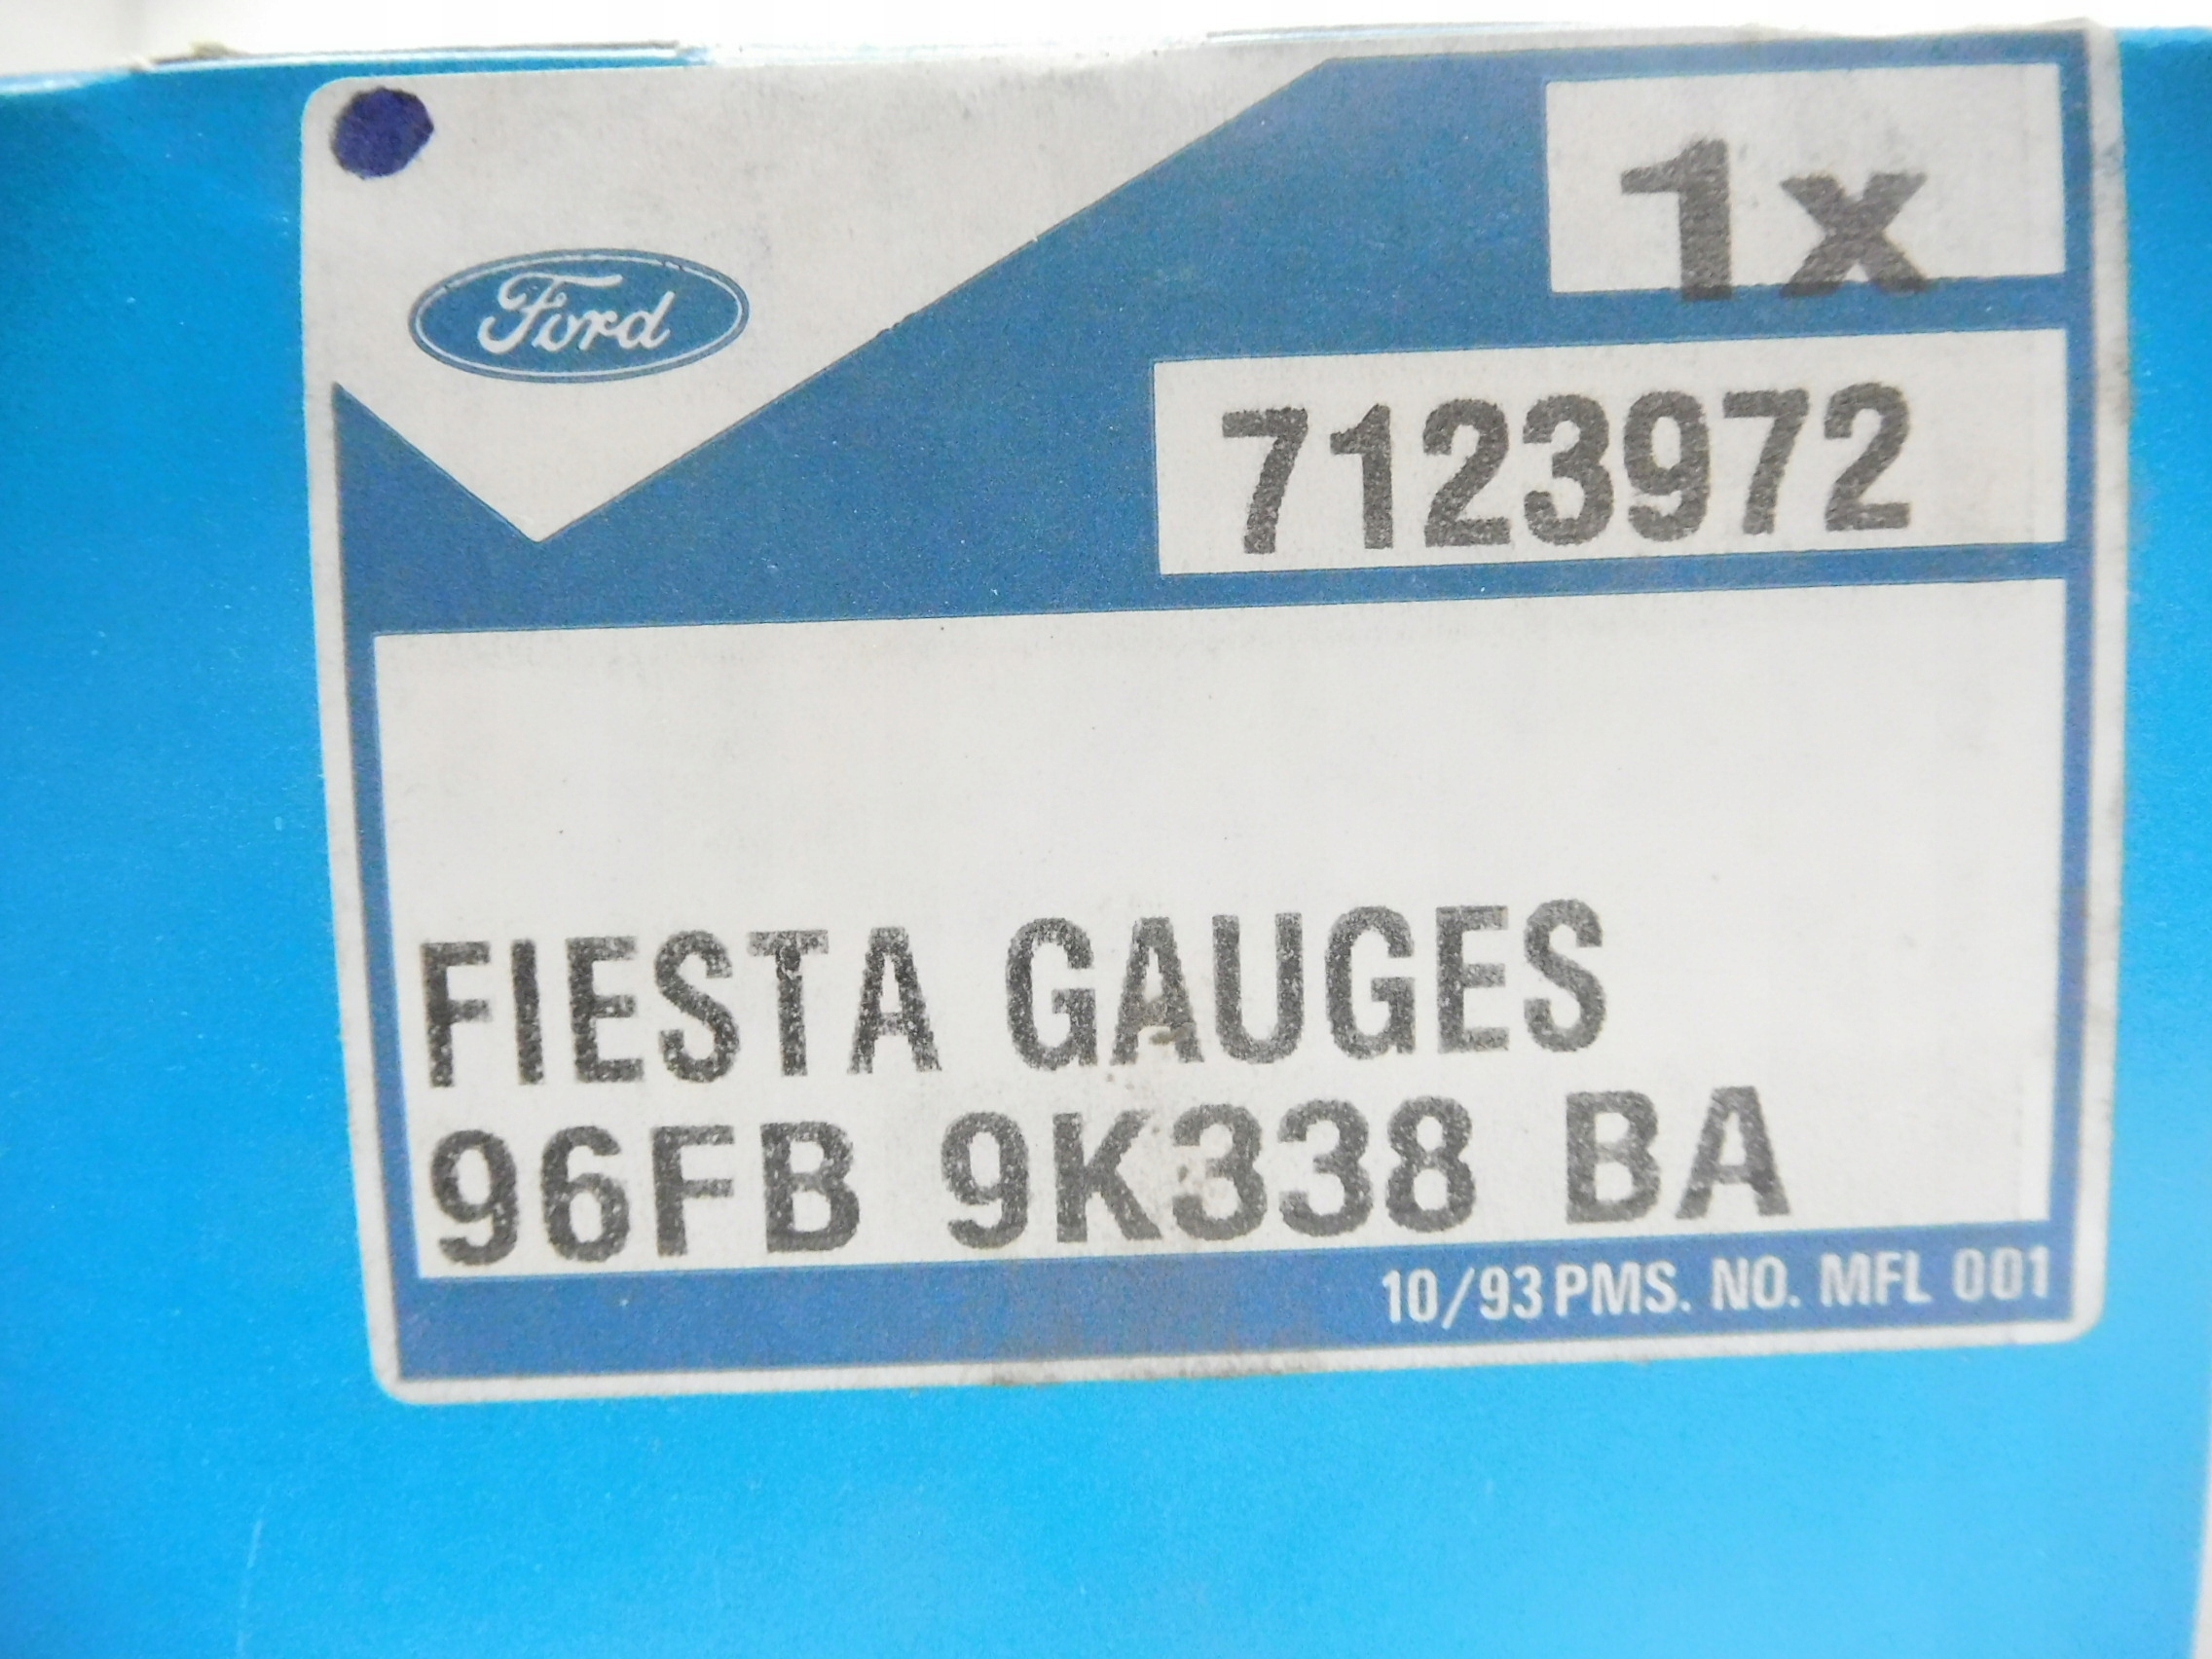 Ford
1x
7123972
FIESTA GAUGES
96FB 9K338 BA
10/93 PMS. NO. MFL 001